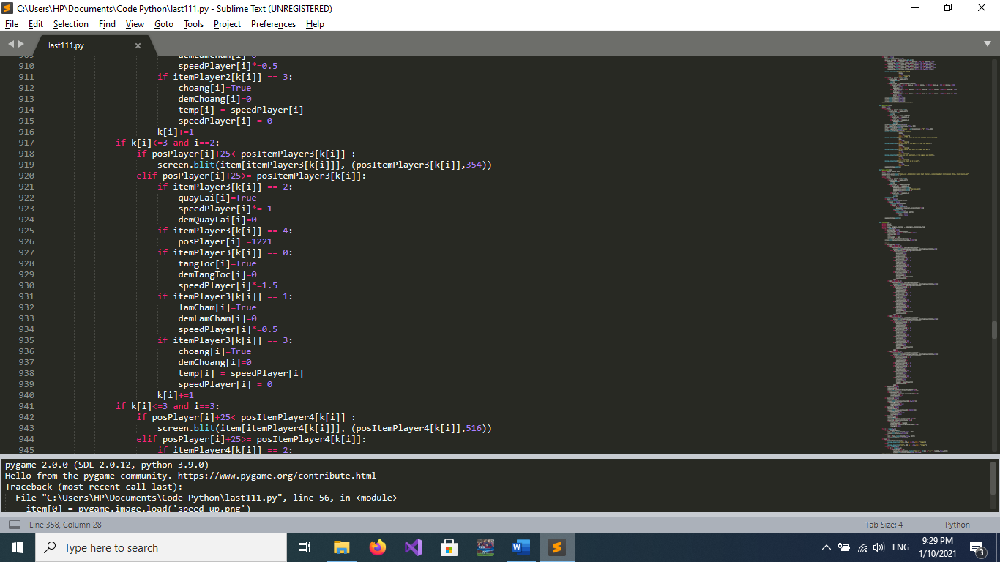 C:\Users\HP\Documents\Code Python\last111.py - Sublime Text (UNREGISTERED)
File Edit Selection Find View Goto Tools Project Preferences Help
last111.py
910 speedPlayer[i]*=0.5
911 if itemPlayer2[k[i]] == 3:
912 choang[i]=True
913 demChoang[i]=0
914 temp[i] = speedPlayer[i]
915 speedPlayer[i] = 0
916 k[i]+=1
917 if k[i]<=3 and i==2:
918 if posPlayer[i]+25< posItemPlayer3[k[i]] :
919 screen.blit(item[itemPlayer3[k[i]]], (posItemPlayer3[k[i]],354))
920 elif posPlayer[i]+25>= posItemPlayer3[k[i]]:
921 if itemPlayer3[k[i]] == 2:
922 quayLai[i]=True
923 speedPlayer[i]*=-1
924 demQuayLai[i]=0
925 if itemPlayer3[k[i]] == 4:
926 posPlayer[i] =1221
927 if itemPlayer3[k[i]] == 0:
928 tangToc[i]=True
929 demTangToc[i]=0
930 speedPlayer[i]*=1.5
931 if itemPlayer3[k[i]] == 1:
932 lamCham[i]=True
933 demLamCham[i]=0
934 speedPlayer[i]*=0.5
935 if itemPlayer3[k[i]] == 3:
936 choang[i]=True
937 demChoang[i]=0
938 temp[i] = speedPlayer[i]
939 speedPlayer[i] = 0
940 k[i]+=1
941 if k[i]<=3 and i==3:
942 if posPlayer[i]+25< posItemPlayer4[k[i]] :
943 screen.blit(item[itemPlayer4[k[i]]], (posItemPlayer4[k[i]],516))
944 elif posPlayer[i]+25>= posItemPlayer4[k[i]]:
945 if itemPlayer4[k[i]] == 2:
pygame 2.0.0 (SDL 2.0.12, python 3.9.0)
Hello from the pygame community. https://www.pygame.org/contribute.html
Traceback (most recent call last):
File "C:\Users\HP\Documents\Code Python\last111.py", line 56, in <module>
item[0] = pygame.image.load('speed up.png')
Line 358, Column 28 Tab Size: 4 Python
Type here to search
ENG
9:29 PM
1/10/2021
3